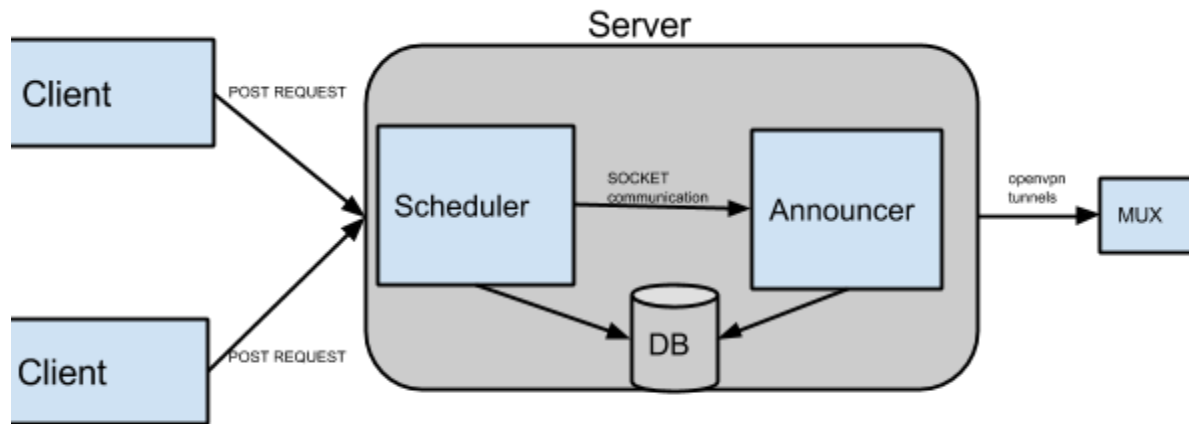 Server
Client
POST REQUEST
Scheduler
SOCKET
communication
Announcer
openvpn
tunnels
MUX
DB
Client
POST REQUEST